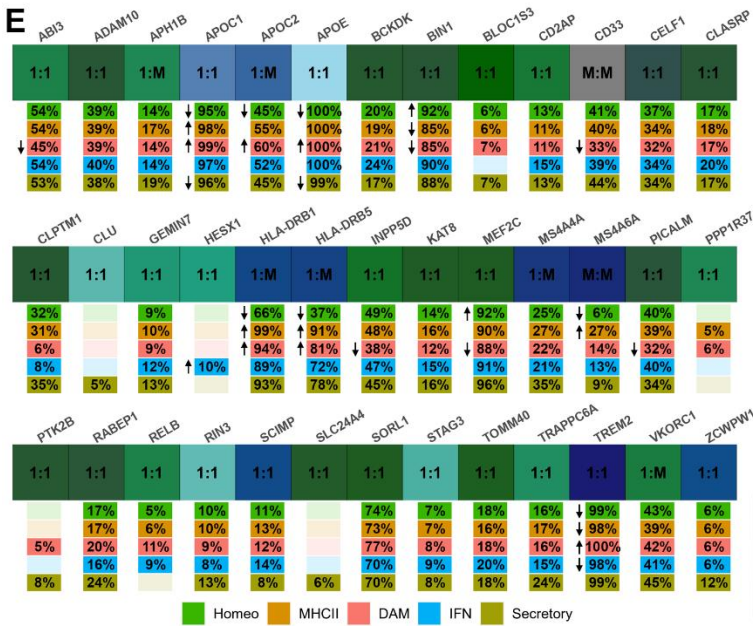 E
ABI3 ADAM10 APH1B APOC1 APOC2 APOE BCKDK BIN1 BLOC1S3 CD2AP CD33 CELF1 CLASRP
1:1 1:1 1:M 1:1 1:M 1:1 1:1 1:1 1:1 1:1 M:M 1:1 1:1
54% 39% 14% ↓ 95% ↓ 45% ↓ 100% 20% ↑ 92% 6% 13% 41% 37% 17%
54% 39% 17% ↑ 98% 55% ↑ 100% 19% ↓ 85% 6% 11% 40% 34% 18%
↓ 45% 39% 14% ↑ 99% ↑ 60% ↑ 100% 21% ↓ 85% 7% 11% ↓ 33% 32% 17%
54% 40% 14% 97% 52% 100% 24% 90% 15% 39% 34% 20%
53% 38% 19% ↓ 96% 45% ↓ 99% 17% 88% 7% 13% 44% 34% 17%
CLPTM1 CLU GEMIN7 HESX1 HLA-DRB1 HLA-DRB5 INPP5D KAT8 MEF2C MS4A4A MS4A6A PICALM PPP1R37
1:1 1:1 1:1 1:1 1:M 1:M 1:1 1:1 1:1 1:M M:M 1:1 1:1
32% 9% ↓ 66% ↓ 37% 49% 14% ↑ 92% 25% ↓ 6% 40%
31% 10% ↑ 99% ↑ 91% 48% 16% 90% 27% ↑ 27% 39% 5%
6% 9% ↑ 94% ↑ 81% ↓ 38% 12% ↓ 88% 22% 14% ↓ 32% 6%
8% 12% ↑ 10% 89% 72% 47% 15% 91% 21% 13% 40%
35% 5% 13% 93% 78% 45% 16% 96% 35% 9% 34%
PTK2B RABEP1 RELB RIN3 SCIMP SLC24A4 SORL1 STAG3 TOMM40 TRAPPC6A TREM2 VKORC1 ZCWPW1
1:1 1:1 1:1 1:1 1:1 1:1 1:1 1:1 1:1 1:1 1:1 1:M 1:1
17% 5% 10% 11% 74% 7% 18% 16% ↓ 99% 43% 6%
17% 6% 10% 13% 73% 7% 16% 17% ↓ 98% 39% 6%
5% 20% 11% 9% 12% 77% 8% 18% 16% ↑ 100% 42% 6%
16% 9% 8% 14% 70% 9% 20% 15% ↓ 98% 41% 6%
8% 24% 13% 8% 6% 70% 8% 18% 24% 99% 45% 12%
Homeo MHCII DAM IFN Secretory